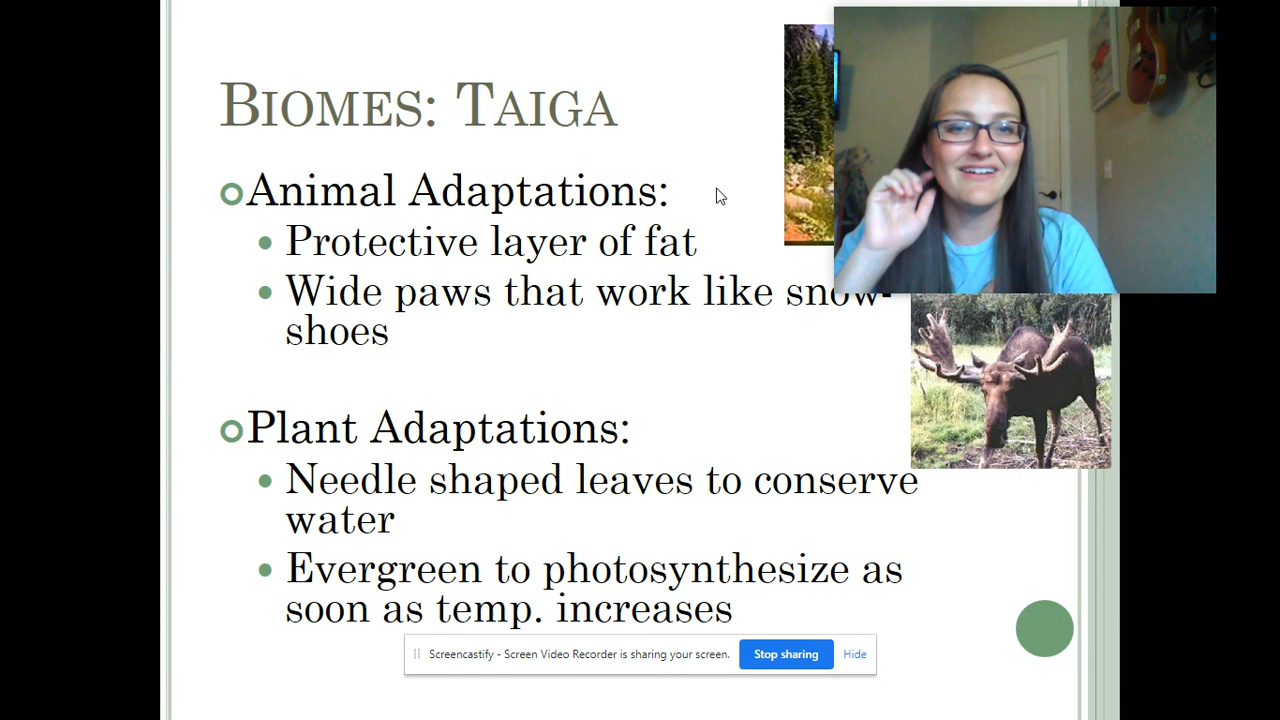 BIOMES: TAIGA
Animal Adaptations:
Protective layer of fat
Wide paws that work like snow-
shoes
Plant Adaptations:
Needle shaped leaves to conserve
water
Evergreen to photosynthesize as
soon as temp. increases
Screencastify - Screen Video Recorder is sharing your screen. Stop sharing Hide